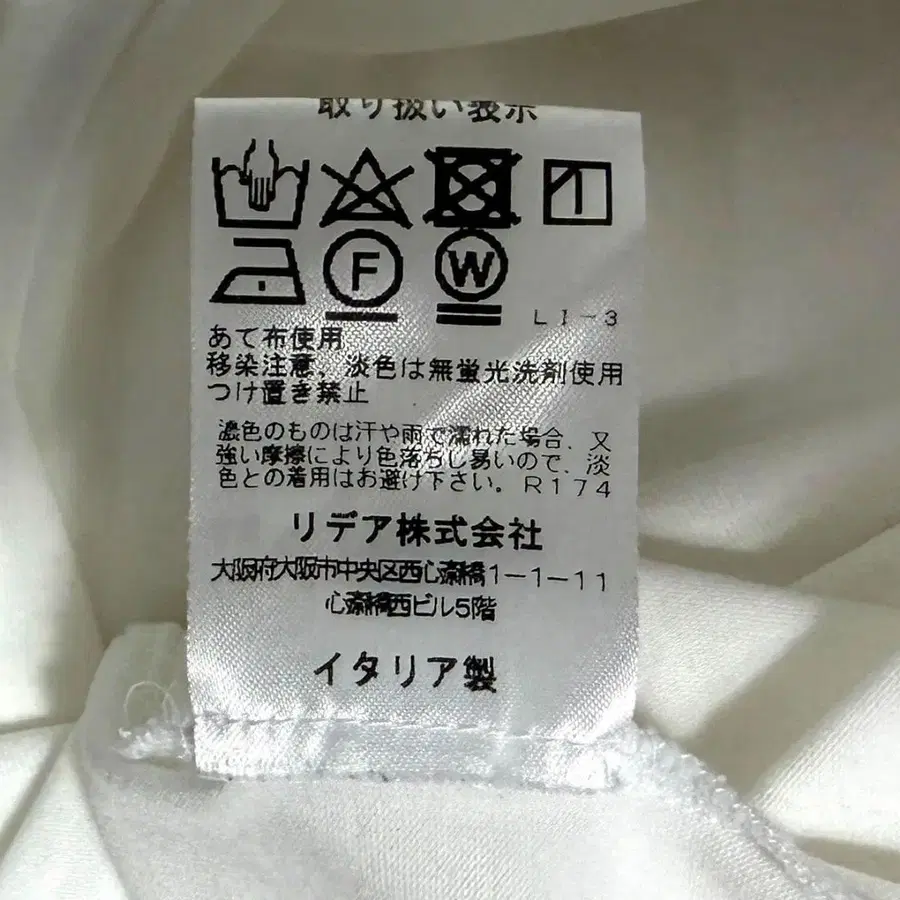 取り扱い表示
F W
LI-3
あて布使用
移染注意、淡色は無蛍光洗剤使用
つけ置き禁止
濃色のものは汗や雨で濡れた場合、又
強い摩擦により色落ちし易いので、淡
色との着用はお避け下さい。R174
リデア株式会社
大阪府大阪市中央区西心斎橋1-1-11
心斎橋西ビル5階
イタリア製